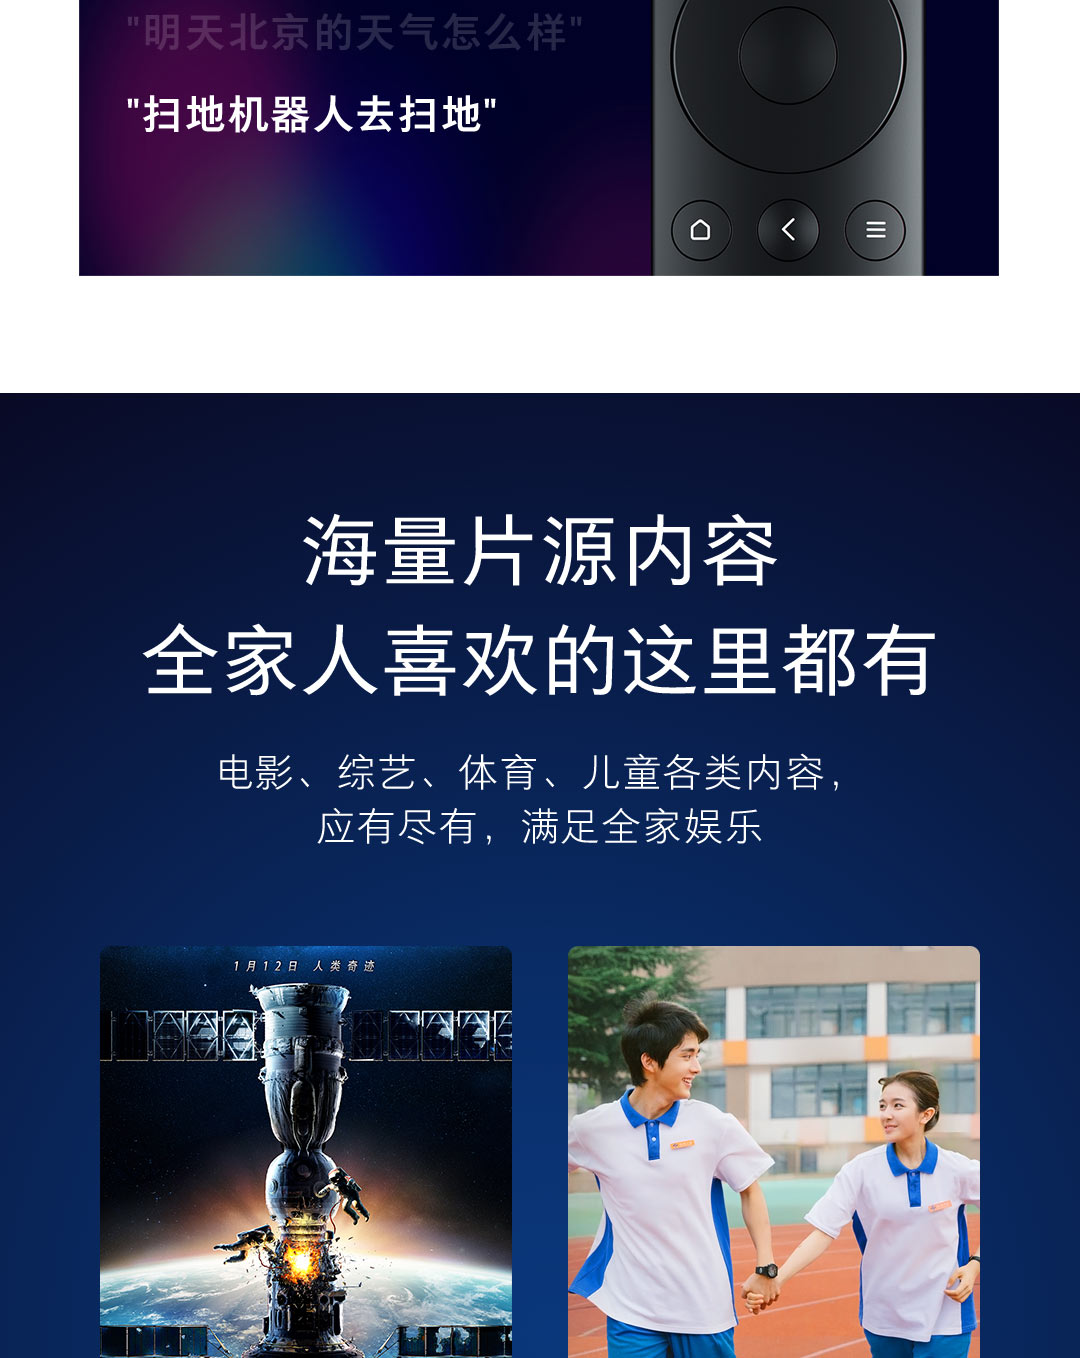 "明天北京的天气怎么样"
"扫地机器人去扫地"
海量片源内容
全家人喜欢的这里都有
电影、综艺、体育、儿童各类内容，
应有尽有，满足全家娱乐
1月12日 人类奇迹